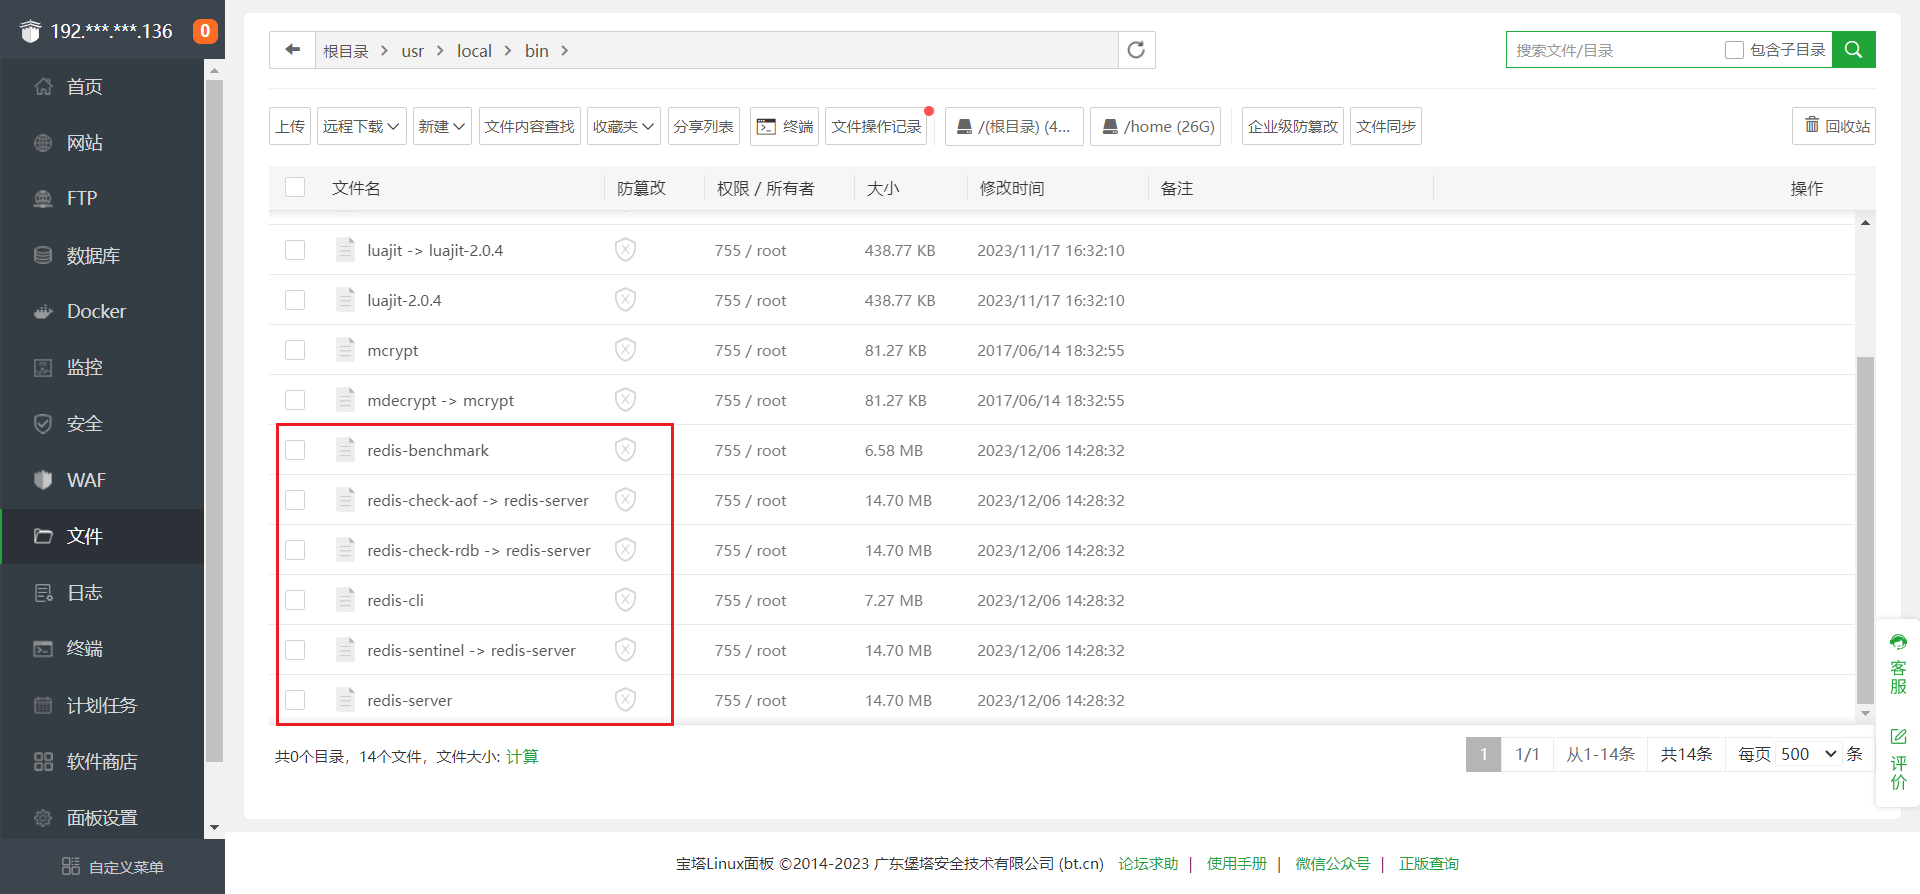 192.***.***.136 0
首页
网站
FTP
数据库
Docker
监控
安全
WAF
文件
日志
终端
计划任务
软件商店
面板设置
自定义菜单
根目录 usr local bin
搜索文件/目录 包含子目录
上传 远程下载 新建 文件内容查找 收藏夹 分享列表 终端 文件操作记录 /(根目录) (4... /home (26G) 企业级防篡改 文件同步 回收站
文件名 防篡改 权限 / 所有者 大小 修改时间 备注 操作
luajit -> luajit-2.0.4 755 / root 438.77 KB 2023/11/17 16:32:10
luajit-2.0.4 755 / root 438.77 KB 2023/11/17 16:32:10
mcrypt 755 / root 81.27 KB 2017/06/14 18:32:55
mdecrypt -> mcrypt 755 / root 81.27 KB 2017/06/14 18:32:55
redis-benchmark 755 / root 6.58 MB 2023/12/06 14:28:32
redis-check-aof -> redis-server 755 / root 14.70 MB 2023/12/06 14:28:32
redis-check-rdb -> redis-server 755 / root 14.70 MB 2023/12/06 14:28:32
redis-cli 755 / root 7.27 MB 2023/12/06 14:28:32
redis-sentinel -> redis-server 755 / root 14.70 MB 2023/12/06 14:28:32
redis-server 755 / root 14.70 MB 2023/12/06 14:28:32
共0个目录，14个文件，文件大小: 计算
1 1/1 从1-14条 共14条 每页 500 条
客服
评价
宝塔Linux面板 ©2014-2023 广东堡塔安全技术有限公司 (bt.cn) 论坛求助 | 使用手册 | 微信公众号 | 正版查询